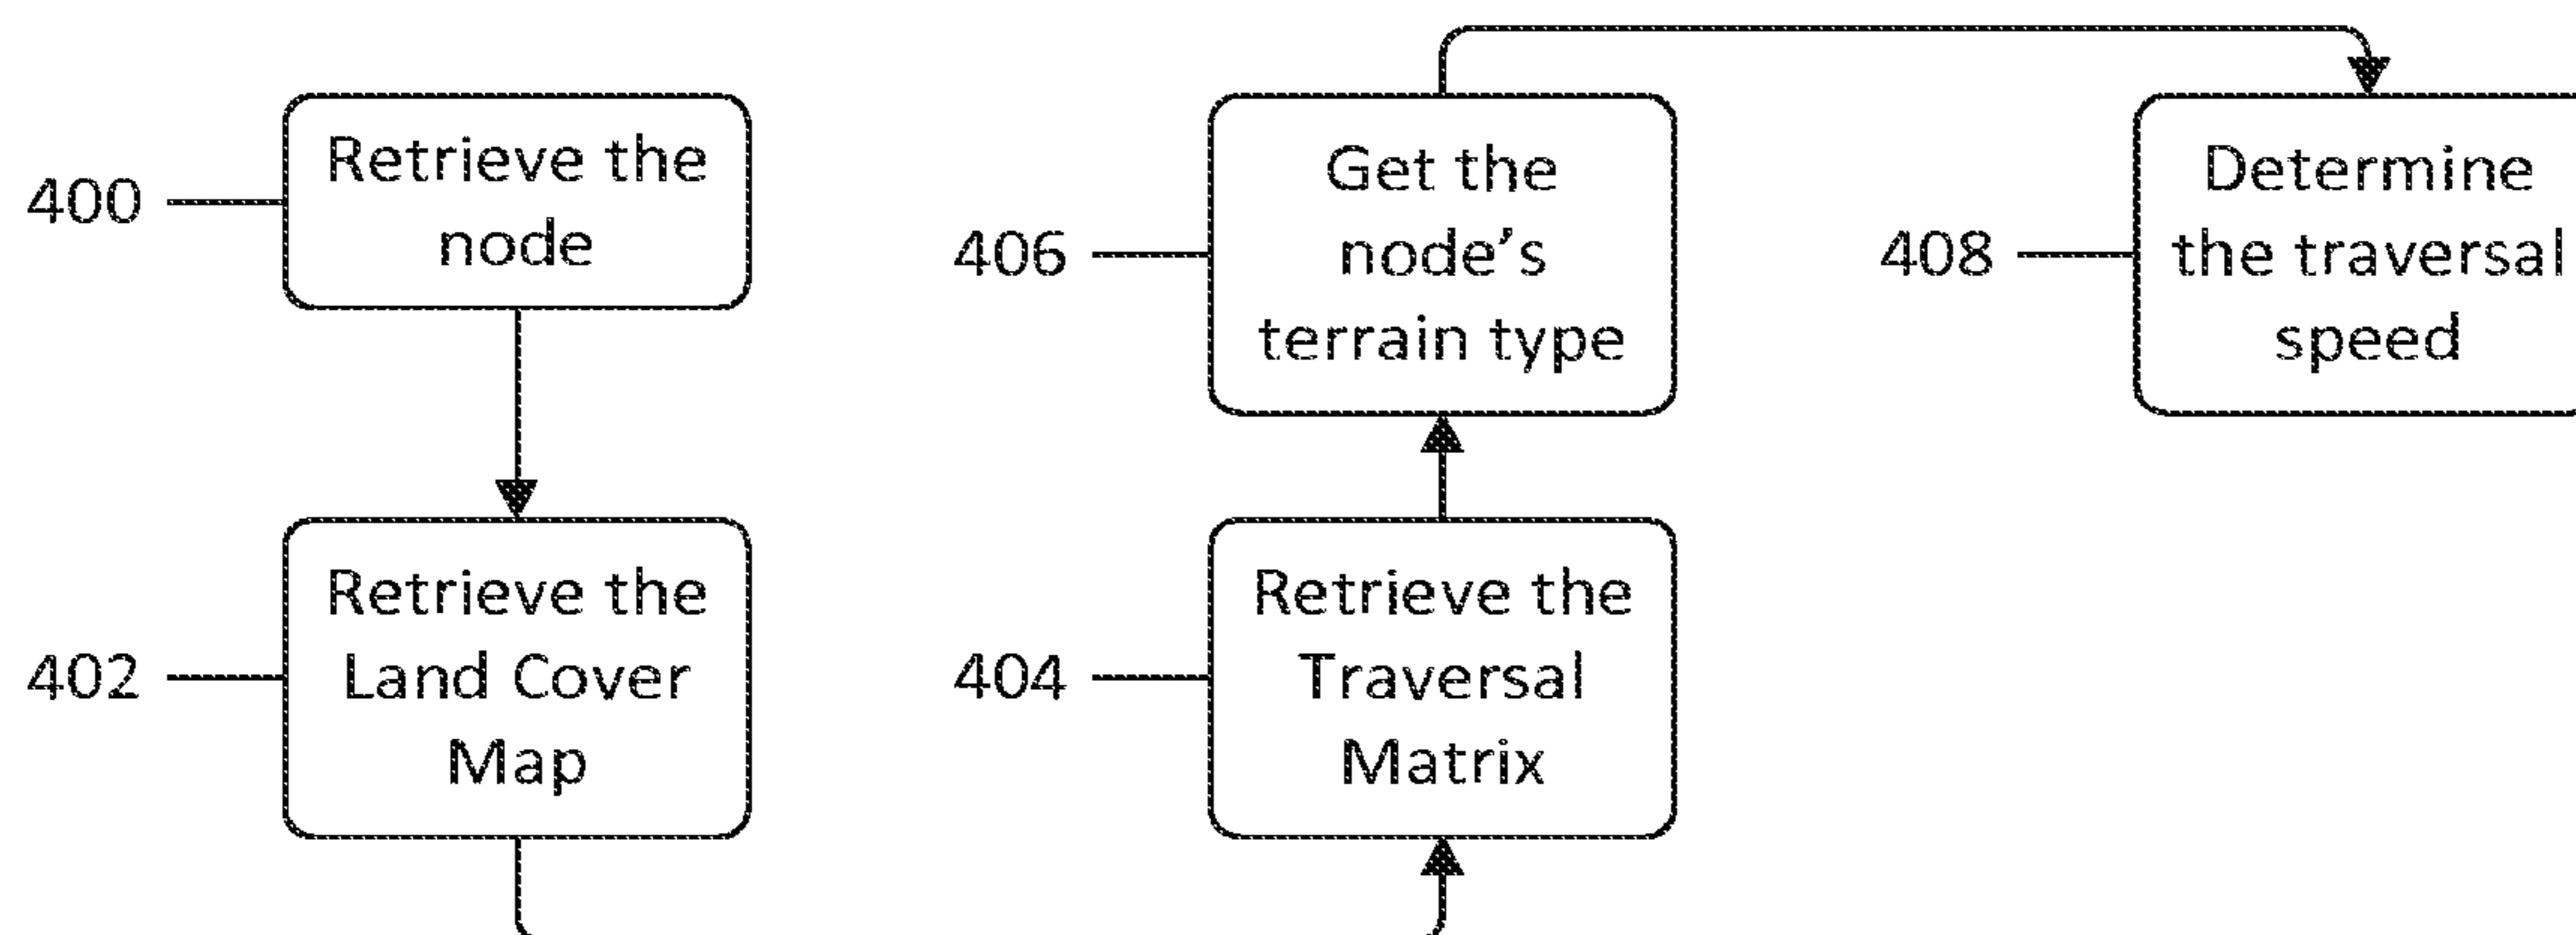 400
Retrieve the
node
402
Retrieve the
Land Cover
Map
404
Retrieve the
Traversal
Matrix
406
Get the
node’s
terrain type
408
Determine
the traversal
speed